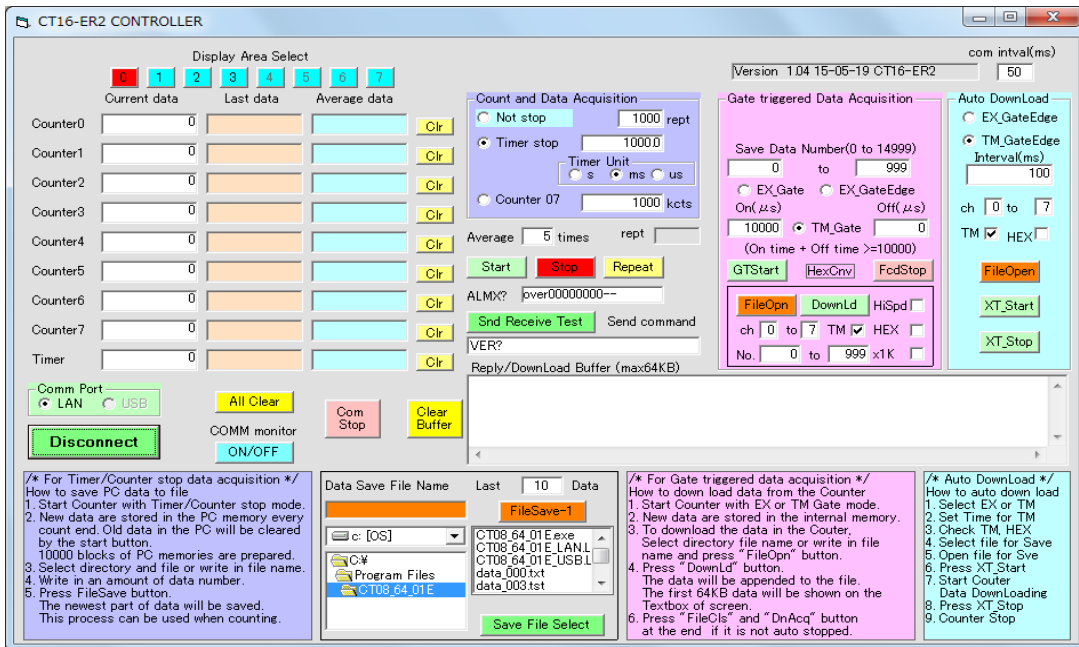 CT16-ER2 CONTROLLER
Display Area Select
0 1 2 3 4 5 6 7
Current data Last data Average data
Counter0 0 Clr
Counter1 0 Clr
Counter2 0 Clr
Counter3 0 Clr
Counter4 0 Clr
Counter5 0 Clr
Counter6 0 Clr
Counter7 0 Clr
Timer 0 Clr
Comm Port
LAN USB
Disconnect
All Clear
COMM monitor
ON/OFF
Com
Stop
Clear
Buffer
Version 1.04 15-05-19 CT16-ER2
com intval(ms)
50
Count and Data Acquisition
Not stop 1000 rept
Timer stop 1000.0
Timer Unit
s ms us
Counter 07 1000 kcts
Average 5 times rept
Start Stop Repeat
ALMX? over00000000--
Snd Receive Test Send command
VER?
Reply/DownLoad Buffer (max64KB)
Gate triggered Data Acquisition
Save Data Number(0 to 14999)
0 to 999
EX_Gate EX_GateEdge
On(μs) Off(μs)
10000 TM_Gate 0
(On time + Off time >=10000)
GTStart HexCnv FcdStop
FileOpn DownLd HiSpd
ch 0 to 7 TM HEX
No. 0 to 999 x1K
Auto DownLoad
EX_GateEdge
TM_GateEdge
Interval(ms)
100
ch 0 to 7
TM HEX
FileOpen
XT_Start
XT_Stop
/* For Timer/Counter stop data acquisition */
How to save PC data to file
1. Start Counter with Timer/Counter stop mode.
2. New data are stored in the PC memory every
count end. Old data in the PC will be cleared
by the start button.
10000 blocks of PC memories are prepared.
3. Select directory and file or write in file name.
4. Write in an amount of data number.
5. Press FileSave button.
The newest part of data will be saved.
This process can be used when counting.
Data Save File Name Last 10 Data
FileSave-1
c: [OS]
C:¥
Program Files
CT08_64_01E
CT08_64_01E.exe
CT08_64_01E_LAN.L
CT08_64_01E_USB.L
data_000.txt
data_003.tst
Save File Select
/* For Gate triggered data acquisition */
How to down load data from the Counter
1. Start Counter with EX or TM Gate mode.
2. New data are stored in the internal memory.
3. To download the data in the Couter,
Select directory file name or write in file
name and press "FileOpn" button.
4. Press "DownLd" button.
The data will be appended to the file.
The first 64KB data will be shown on the
Textbox of screen.
6. Press "FileCls" and "DnAcq" button
at the end if it is not auto stopped.
/* Auto DownLoad */
How to auto down load
1. Select EX or TM
2. Set Time for TM
3. Check TM, HEX
4. Select file for Save
5. Open file for Sve
6. Press XT_Start
7. Start Couter
Data DownLoading
8. Press XT_Stop
9. Counter Stop